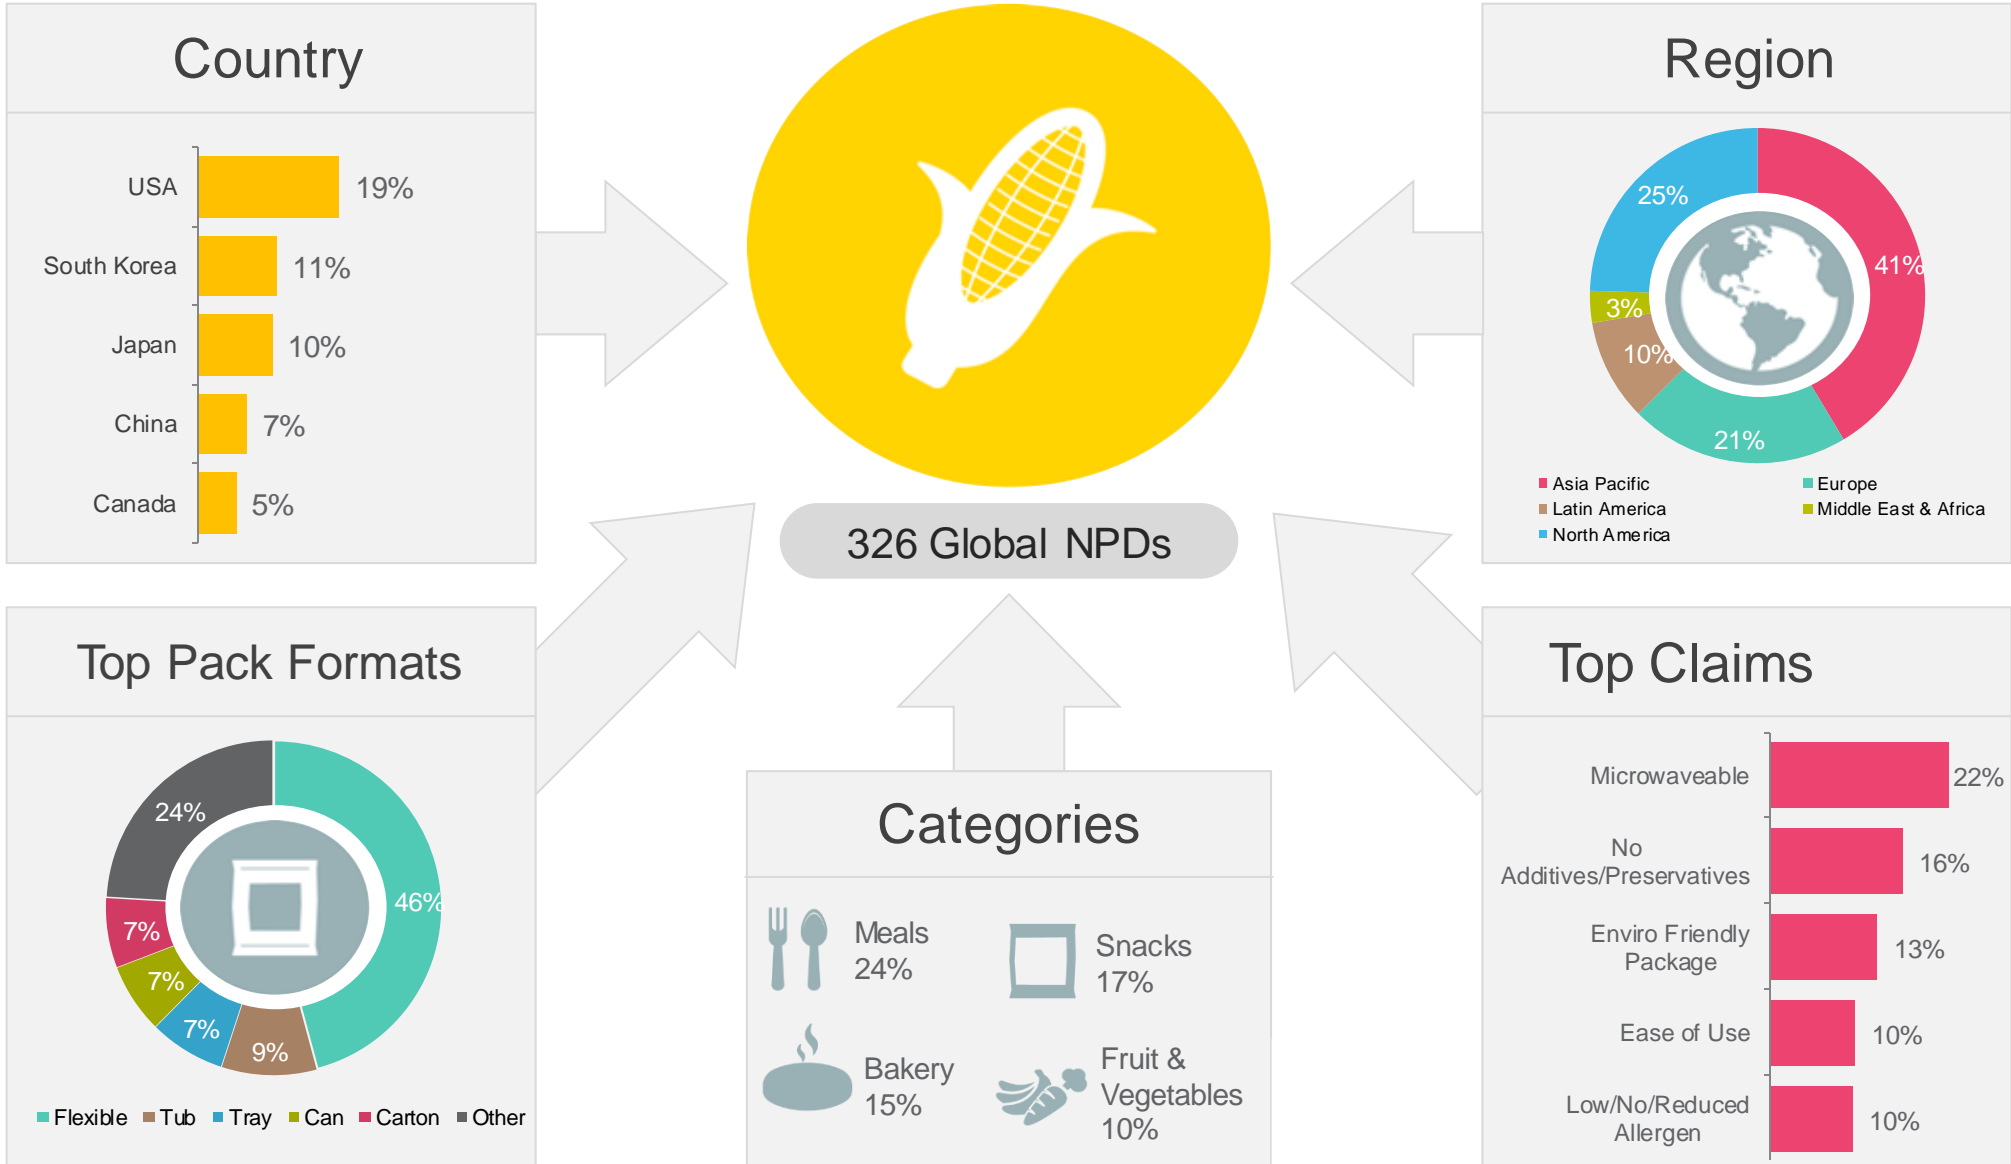 Country
USA
19%
South Korea
11%
Japan
10%
China
7%
Canada
5%
326 Global NPDs
Region
25%
41%
3%
10%
21%
Asia Pacific
Europe
Latin America
Middle East & Africa
North America
Top Pack Formats
24%
46%
7%
7%
7%
9%
Flexible Tub Tray Can Carton Other
Categories
Meals
24%
Snacks
17%
Bakery
15%
Fruit &
Vegetables
10%
Top Claims
Microwaveable
22%
No
Additives/Preservatives
16%
Enviro Friendly
Package
13%
Ease of Use
10%
Low/No/Reduced
Allergen
10%